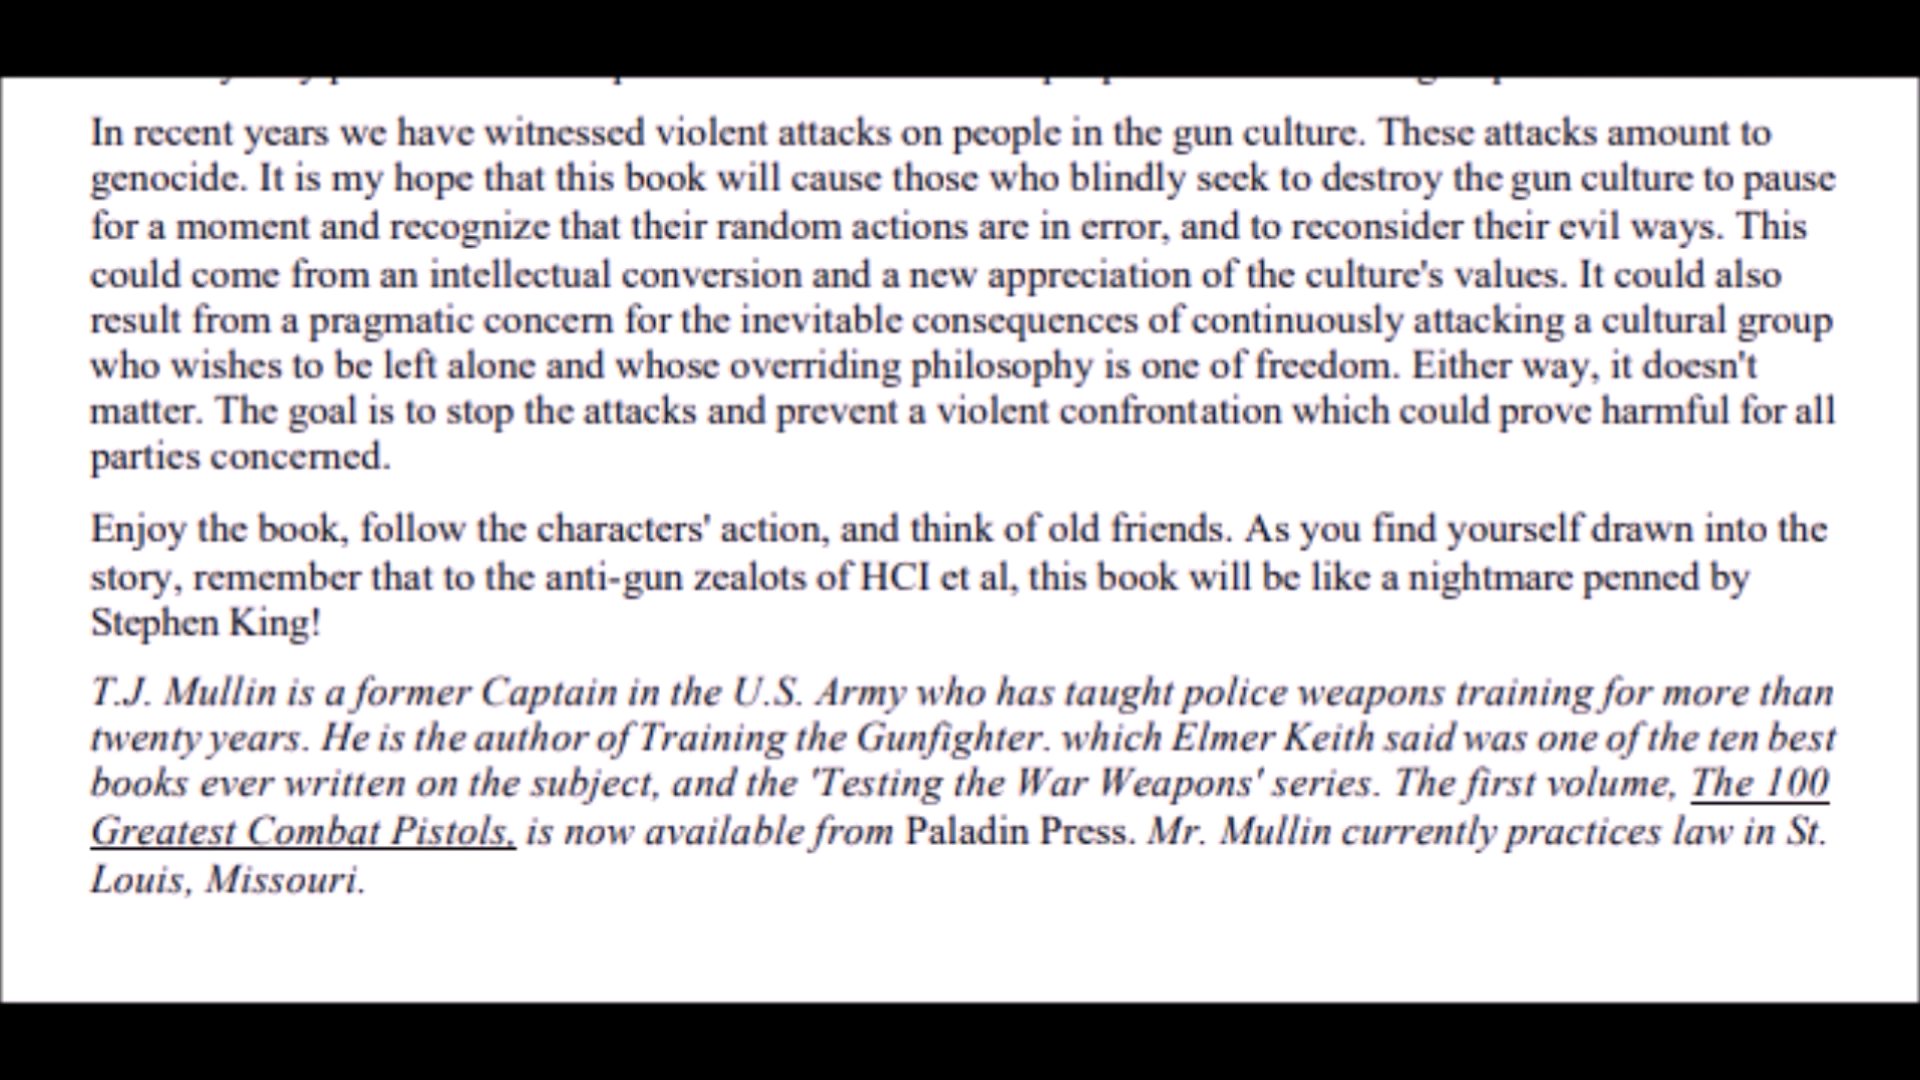 In recent years we have witnessed violent attacks on people in the gun culture. These attacks amount to
genocide. It is my hope that this book will cause those who blindly seek to destroy the gun culture to pause
for a moment and recognize that their random actions are in error, and to reconsider their evil ways. This
could come from an intellectual conversion and a new appreciation of the culture's values. It could also
result from a pragmatic concern for the inevitable consequences of continuously attacking a cultural group
who wishes to be left alone and whose overriding philosophy is one of freedom. Either way, it doesn't
matter. The goal is to stop the attacks and prevent a violent confrontation which could prove harmful for all
parties concerned.
Enjoy the book, follow the characters' action, and think of old friends. As you find yourself drawn into the
story, remember that to the anti-gun zealots of HCI et al, this book will be like a nightmare penned by
Stephen King!
T.J. Mullin is a former Captain in the U.S. Army who has taught police weapons training for more than
twenty years. He is the author of Training the Gunfighter. which Elmer Keith said was one of the ten best
books ever written on the subject, and the 'Testing the War Weapons' series. The first volume, The 100
Greatest Combat Pistols, is now available from Paladin Press. Mr. Mullin currently practices law in St.
Louis, Missouri.